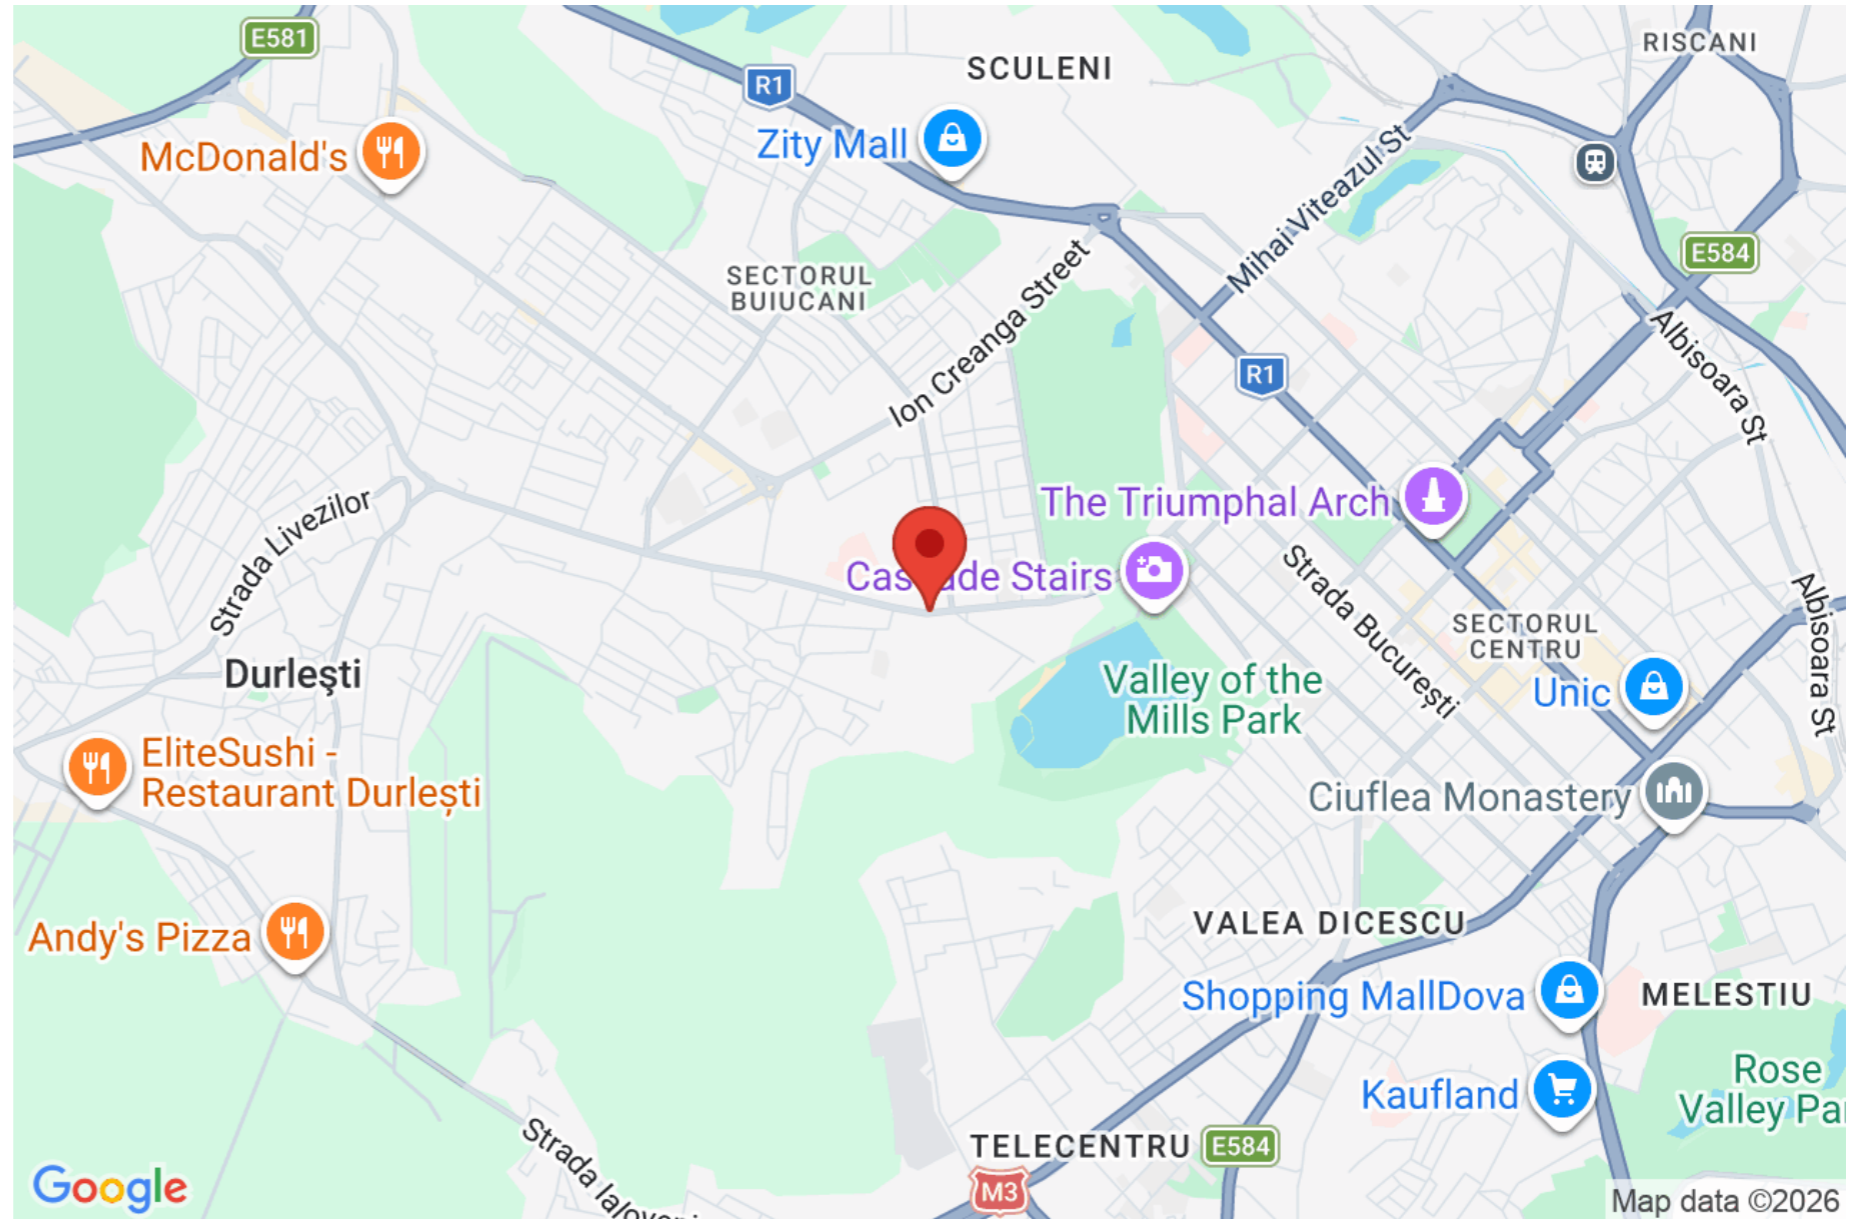 E581
RISCANI
SCULENI
R1
Zity Mall
McDonald's
Mihai Viteazul St
E584
SECTORUL
BUIUCANI
Ion Creanga Street
Albisoara St
R1
The Triumphal Arch
Strada Livezilor
Cascade Stairs
Strada București
Albisoara St
SECTORUL
CENTRU
Durleşti
Valley of the
Mills Park
Unic
EliteSushi -
Restaurant Durlești
Ciuflea Monastery
Andy's Pizza
VALEA DICESCU
Shopping MallDova
MELESTIU
Rose
Valley Pa
Kaufland
TELECENTRU
E584
Strada Ialoveni
M3
Google
Map data ©2026